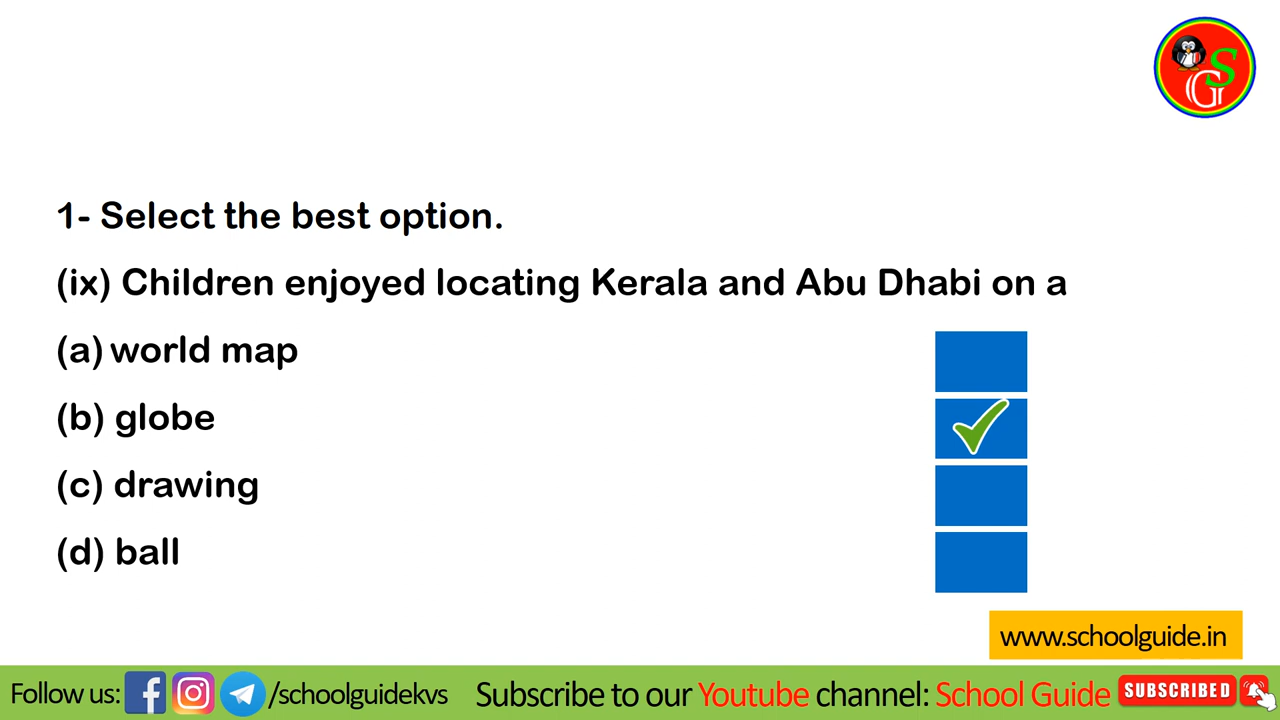 SG
1- Select the best option.
(ix) Children enjoyed locating Kerala and Abu Dhabi on a
(a) world map
(b) globe
(c) drawing
(d) ball
www.schoolguide.in
Follow us: /schoolguidekvs Subscribe to our Youtube channel: School Guide SUBSCRIBED